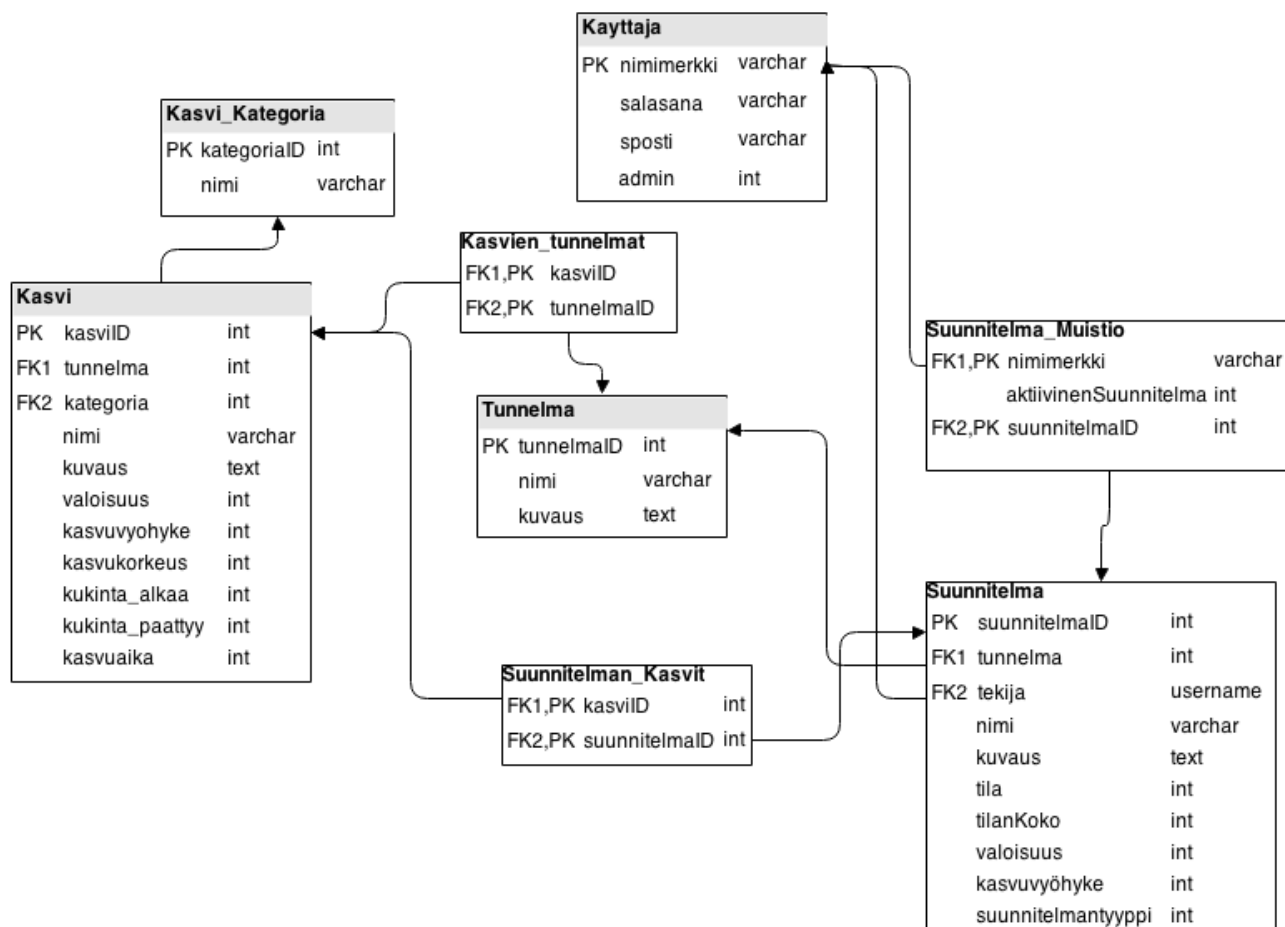 Kayttaja
PK nimimerkki varchar
salasana varchar
sposti varchar
admin int
Kasvi_Kategoria
PK kategoriaID int
nimi varchar
Kasvien_tunnelmat
FK1,PK kasviID
FK2,PK tunnelmaID
Kasvi
PK kasviID int
FK1 tunnelma int
FK2 kategoria int
nimi varchar
kuvaus text
valoisuus int
kasvuvyohyke int
kasvukorkeus int
kukinta_alkaa int
kukinta_paattyy int
kasvuaika int
Suunnitelma_Muistio
FK1,PK nimimerkki varchar
aktiivinenSuunnitelma int
FK2,PK suunnitelmaID int
Tunnelma
PK tunnelmaID int
nimi varchar
kuvaus text
Suunnitelman_Kasvit
FK1,PK kasviID int
FK2,PK suunnitelmaID int
Suunnitelma
PK suunnitelmaID int
FK1 tunnelma int
FK2 tekija username
nimi varchar
kuvaus text
tila int
tilanKoko int
valoisuus int
kasvuvyöhyke int
suunnitelmantyyppi int